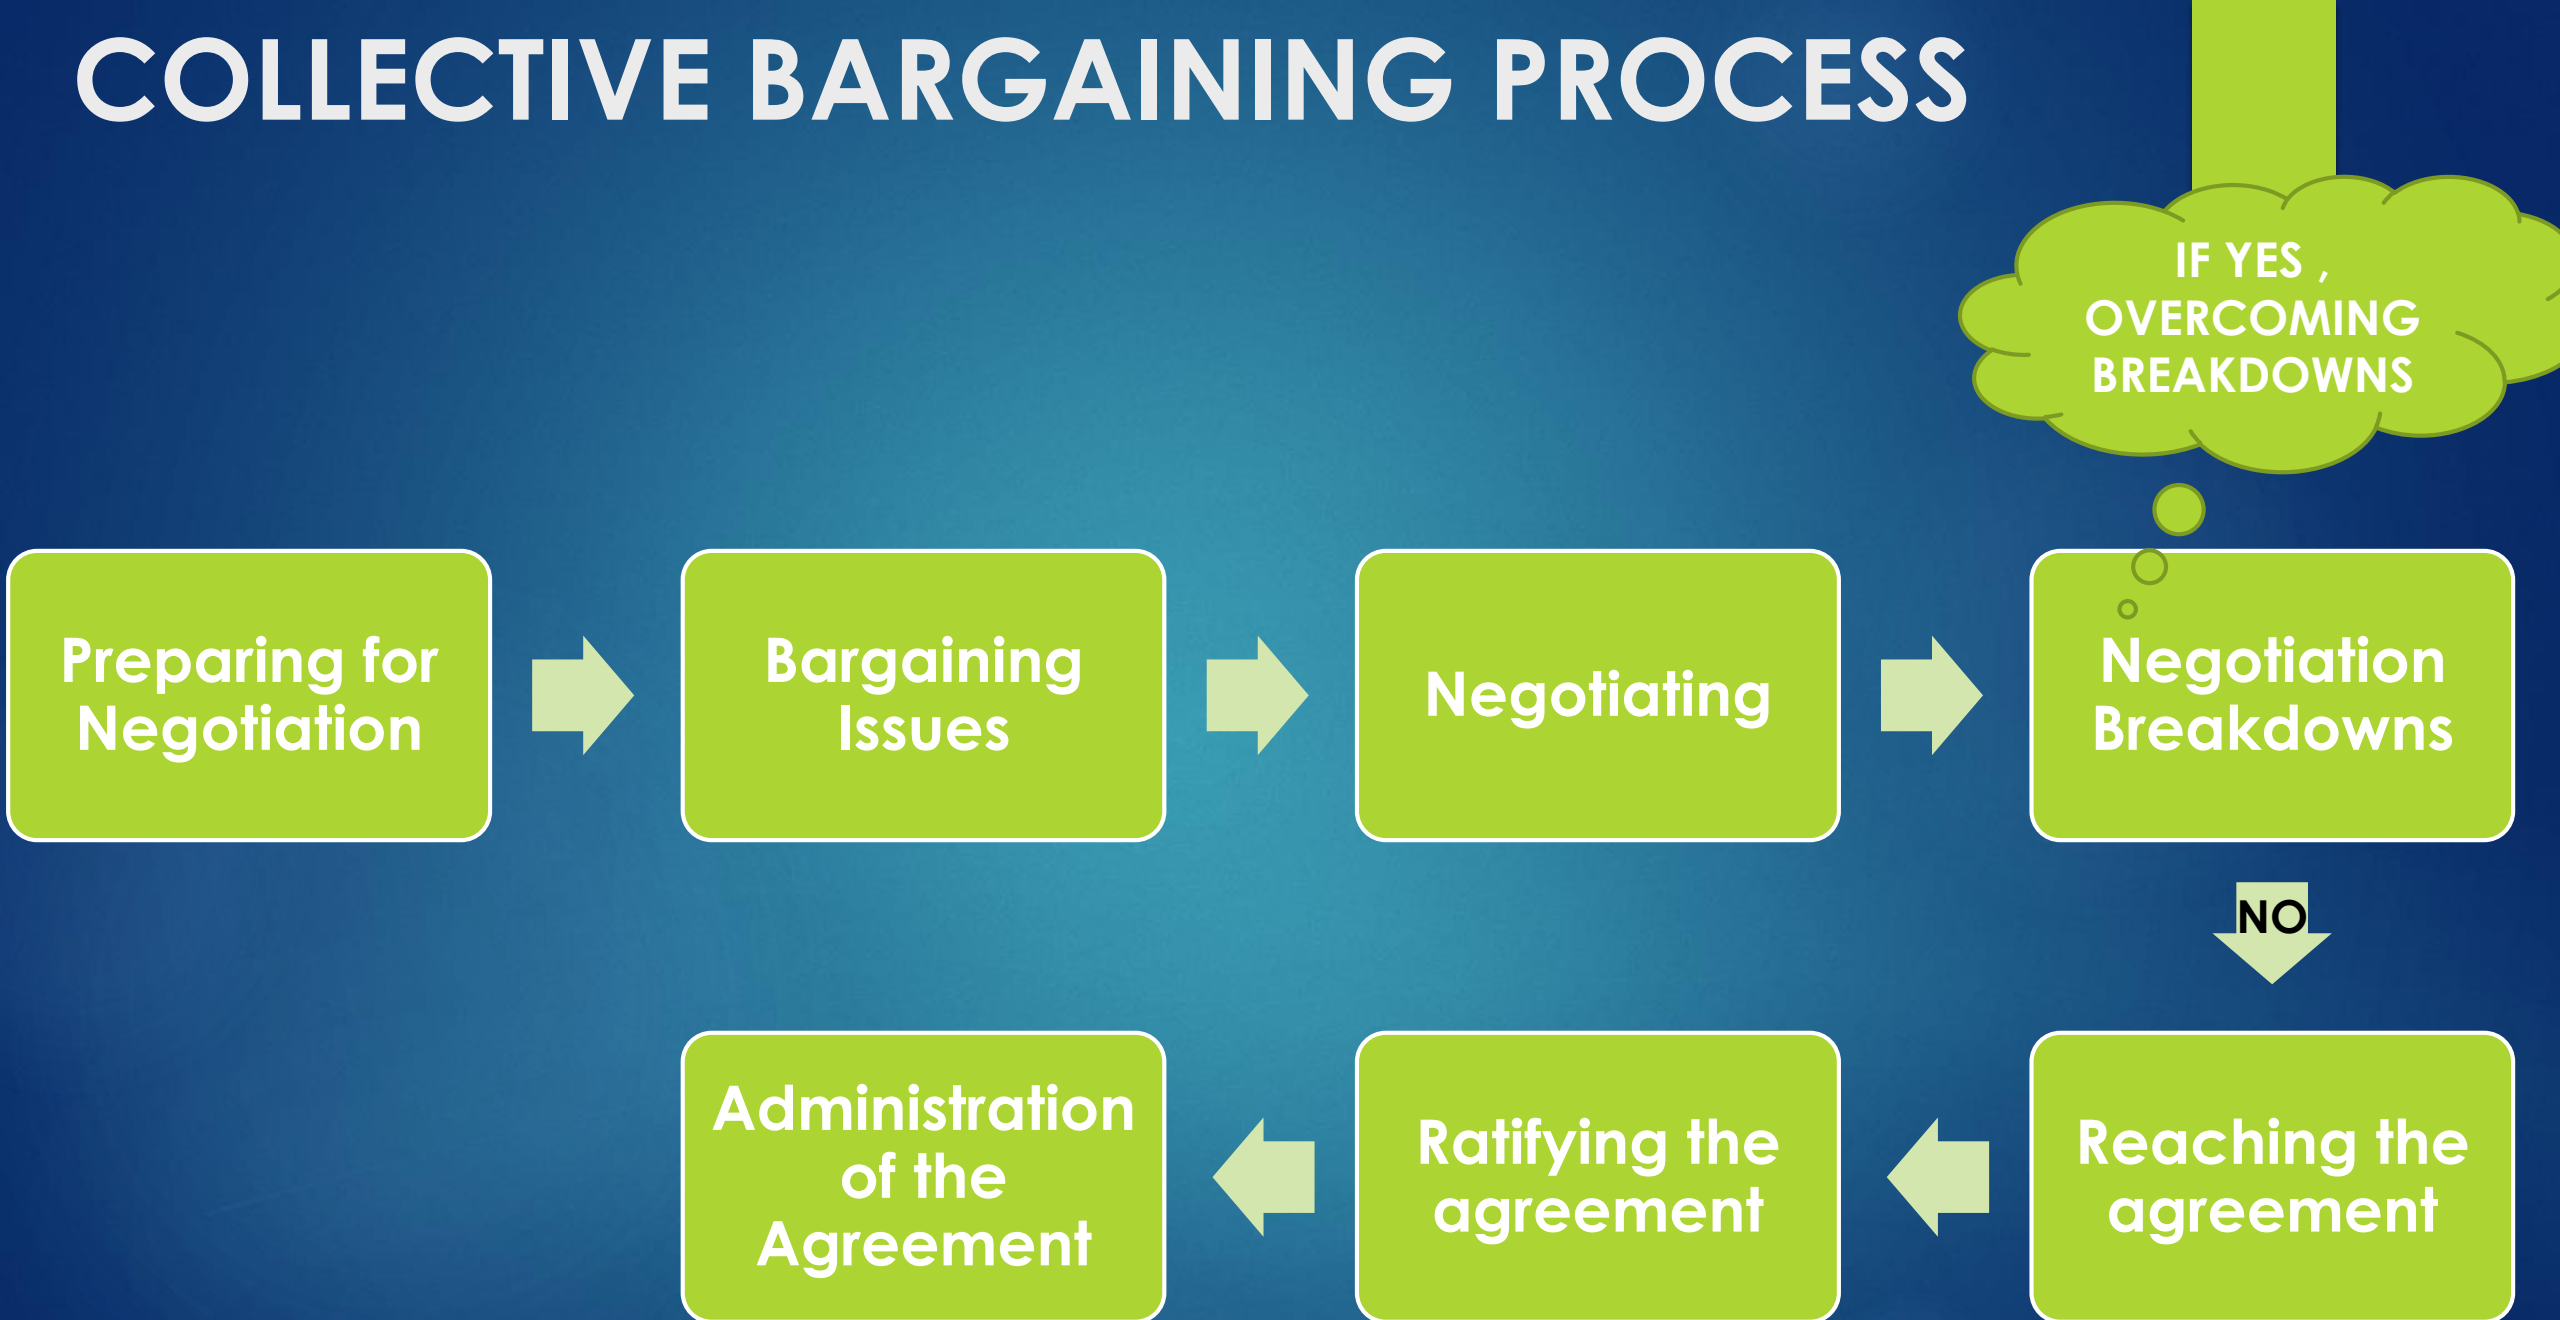 COLLECTIVE BARGAINING PROCESS
IF YES ,
OVERCOMING
BREAKDOWNS
Preparing for
Negotiation
Bargaining
Issues
Negotiating
Negotiation
Breakdowns
NO
Reaching the
agreement
Ratifying the
agreement
Administration
of the
Agreement